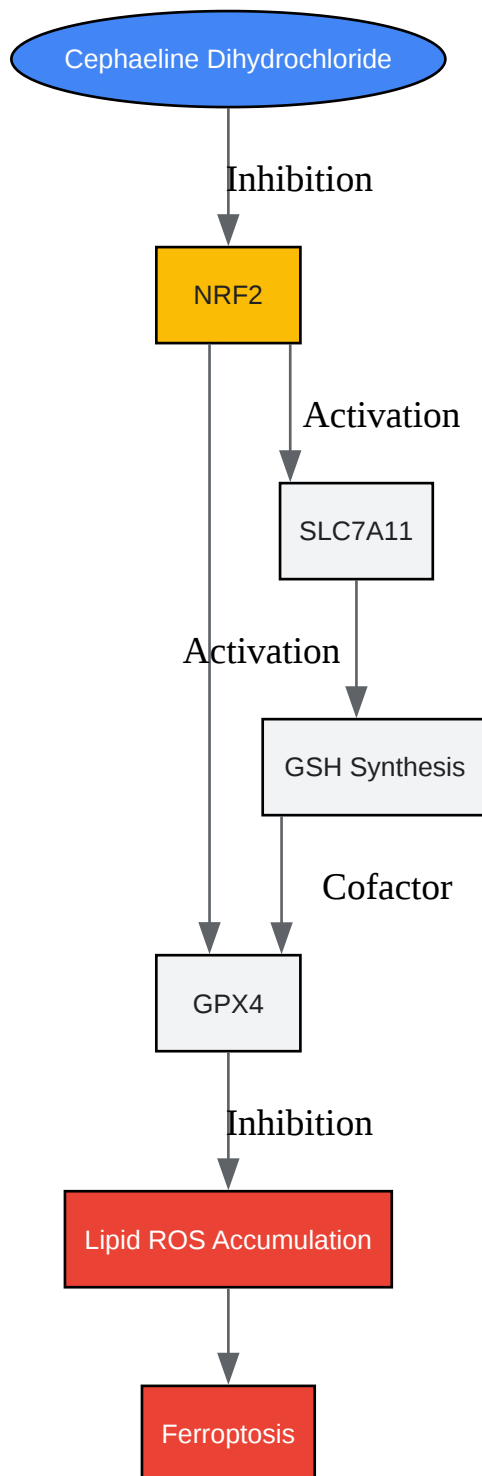 Cephaeline Dihydrochloride
Inhibition
NRF2
Activation
SLC7A11
Activation
GSH Synthesis
Cofactor
GPX4
Inhibition
Lipid ROS Accumulation
Ferroptosis